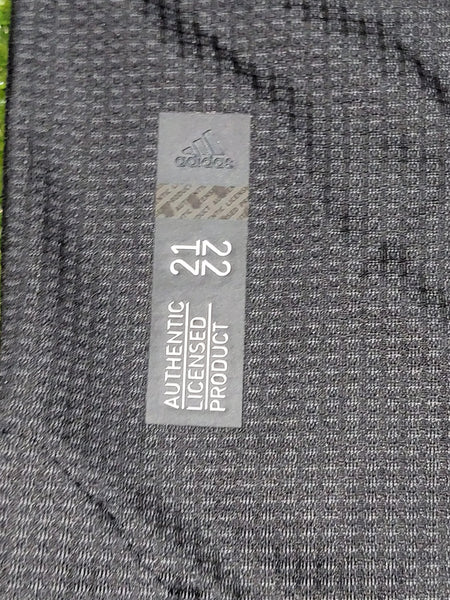 adidas
21
22
AUTHENTIC
LICENSED
PRODUCT